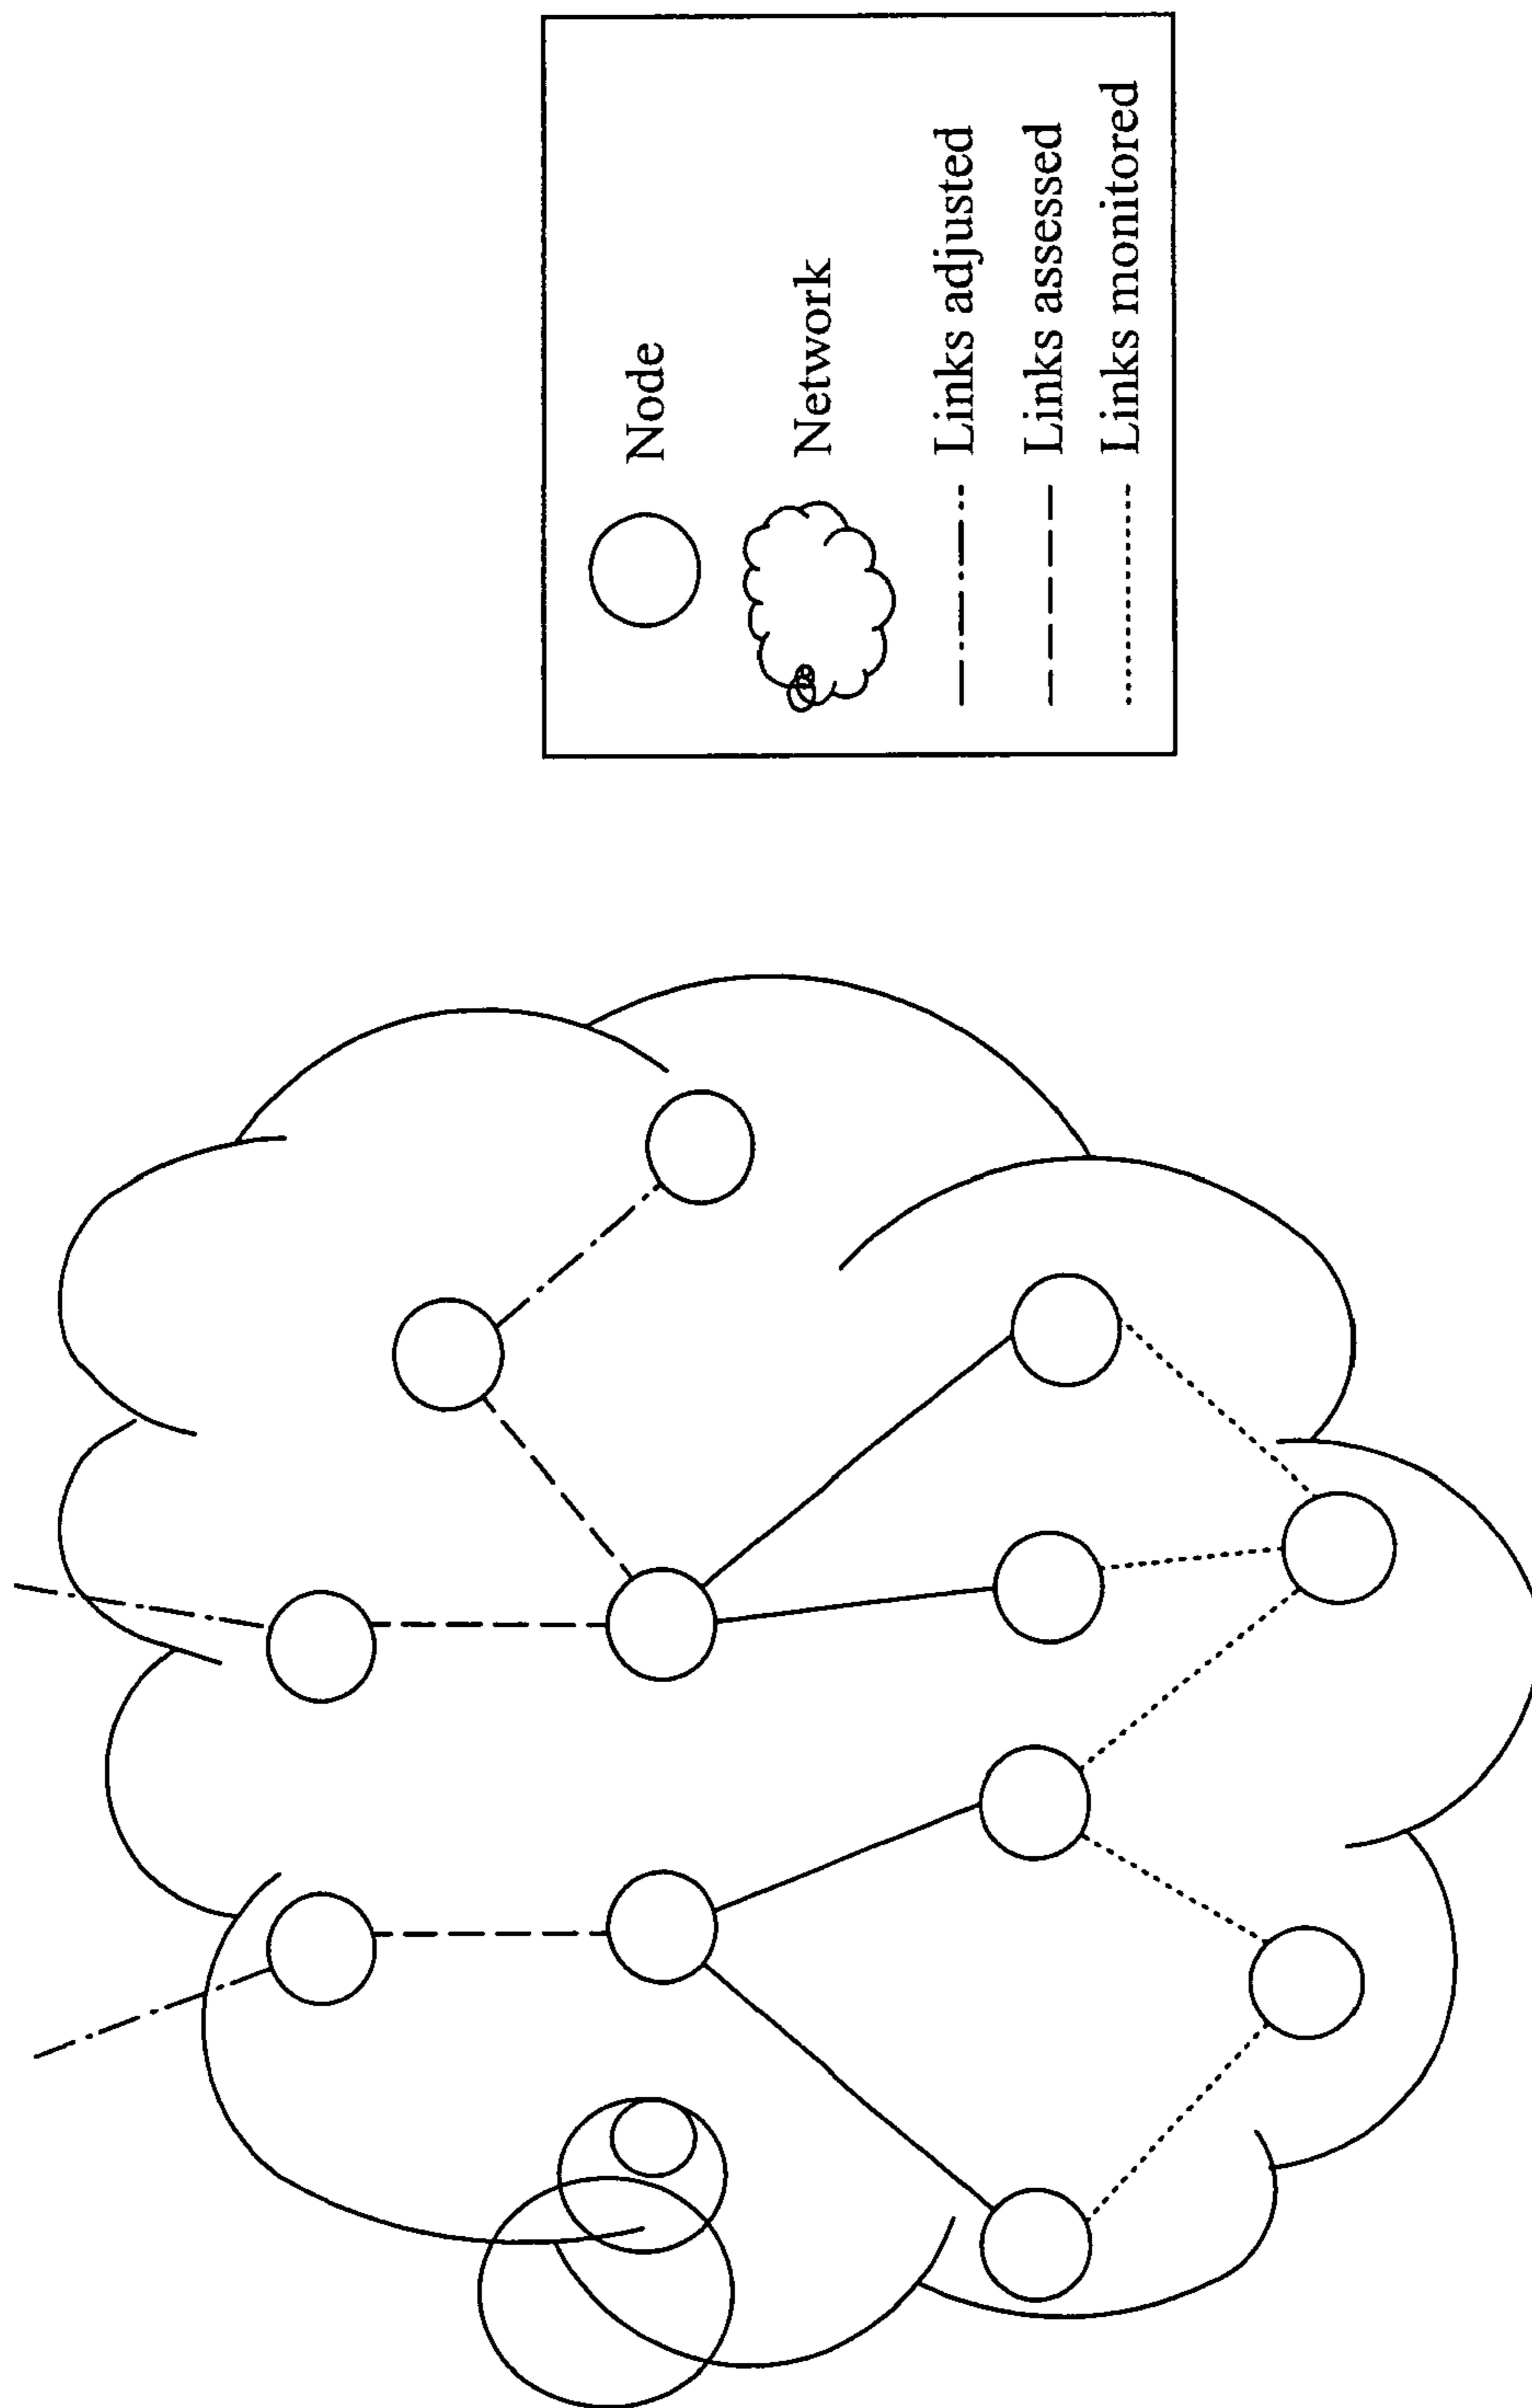 Node
Network
Links adjusted
Links assessed
Links monitored